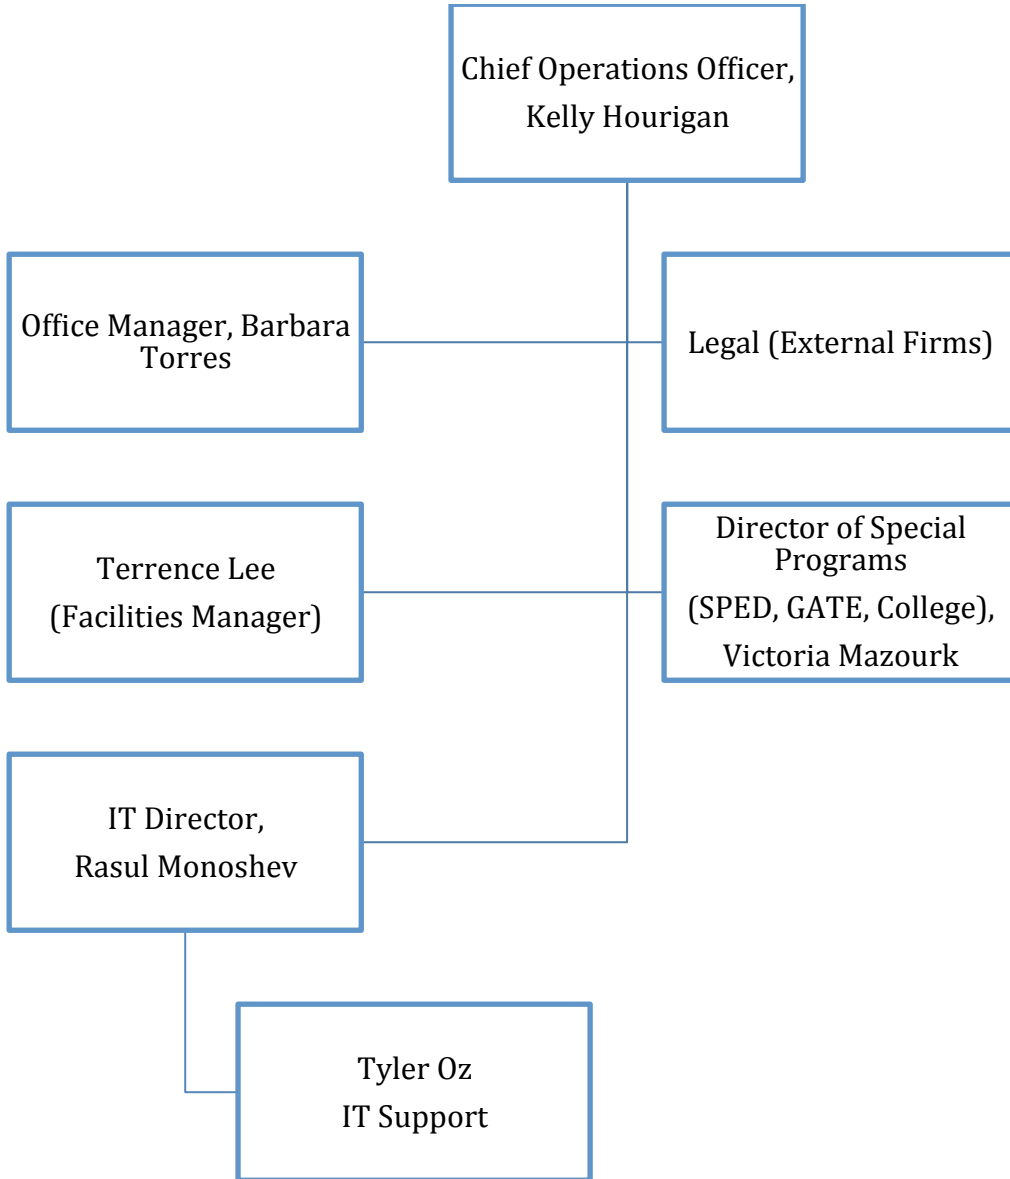 Chief Operations Officer,
Kelly Hourigan
Office Manager, Barbara
Torres
Legal (External Firms)
Terrence Lee
(Facilities Manager)
Director of Special
Programs
(SPED, GATE, College),
Victoria Mazourk
IT Director,
Rasul Monoshev
Tyler Oz
IT Support